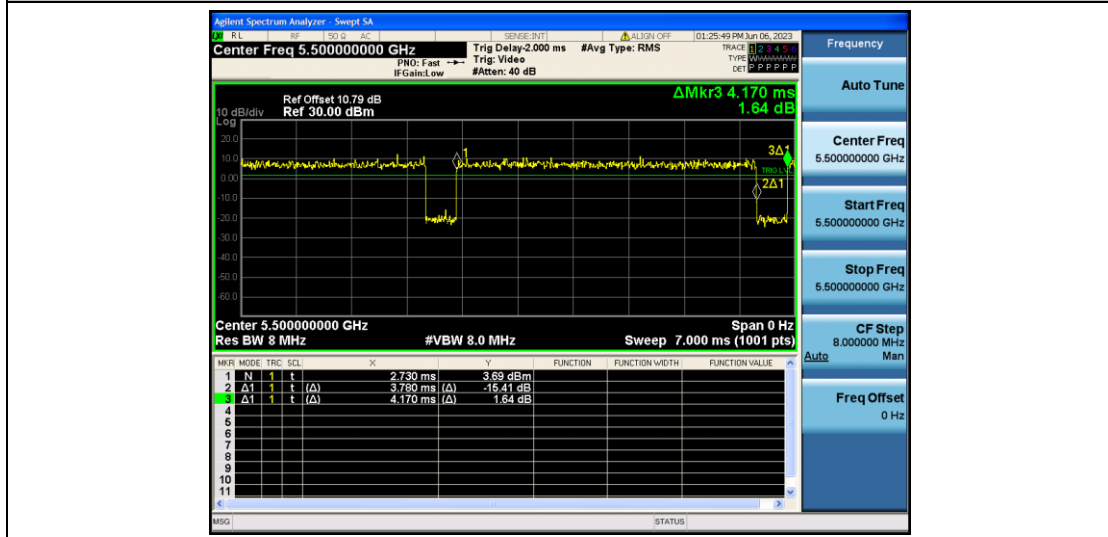 Agilent Spectrum Analyzer - Swept SA
RL RF 50 Ω AC SENSE:INT ALIGN OFF 01:25:49 PM Jun 06, 2023
Center Freq 5.500000000 GHz
Trig Delay-2.000 ms #Avg Type: RMS
TRACE 1 2 3 4 5 6
PNO: Fast Trig: Video
TYPE W
IFGain:Low #Atten: 40 dB
DET P P P P P P
Frequency
Auto Tune
ΔMkr3 4.170 ms
1.64 dB
Ref Offset 10.79 dB
10 dB/div Ref 30.00 dBm
Log
20.0
10.0
0.00
-10.0
-20.0
-30.0
-40.0
-50.0
-60.0
1
3Δ1
TRIG LVL
2Δ1
Center Freq
5.500000000 GHz
Start Freq
5.500000000 GHz
Stop Freq
5.500000000 GHz
Center 5.500000000 GHz Span 0 Hz
Res BW 8 MHz #VBW 8.0 MHz Sweep 7.000 ms (1001 pts)
CF Step
8.000000 MHz
Auto Man
MKR MODE TRC SCL X Y FUNCTION FUNCTION WIDTH FUNCTION VALUE
1 N 1 t 2.730 ms 3.69 dBm
2 Δ1 1 t (Δ) 3.780 ms (Δ) -15.41 dB
3 Δ1 1 t (Δ) 4.170 ms (Δ) 1.64 dB
4
5
6
7
8
9
10
11
Freq Offset
0 Hz
MSG STATUS